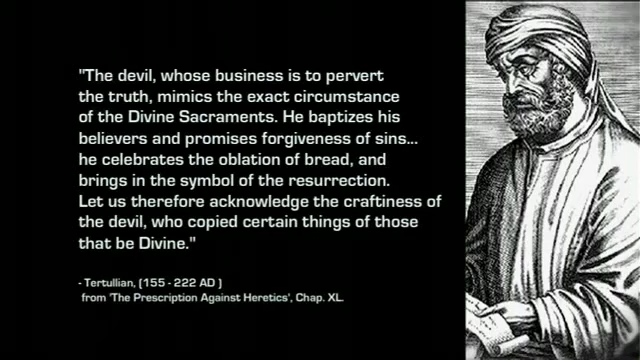 "The devil, whose business is to pervert
the truth, mimics the exact circumstance
of the Divine Sacraments. He baptizes his
believers and promises forgiveness of sins...
he celebrates the oblation of bread, and
brings in the symbol of the resurrection.
Let us therefore acknowledge the craftiness of
the devil, who copied certain things of those
that be Divine."
- Tertullian, (155 - 222 AD )
from 'The Prescription Against Heretics', Chap. XL.